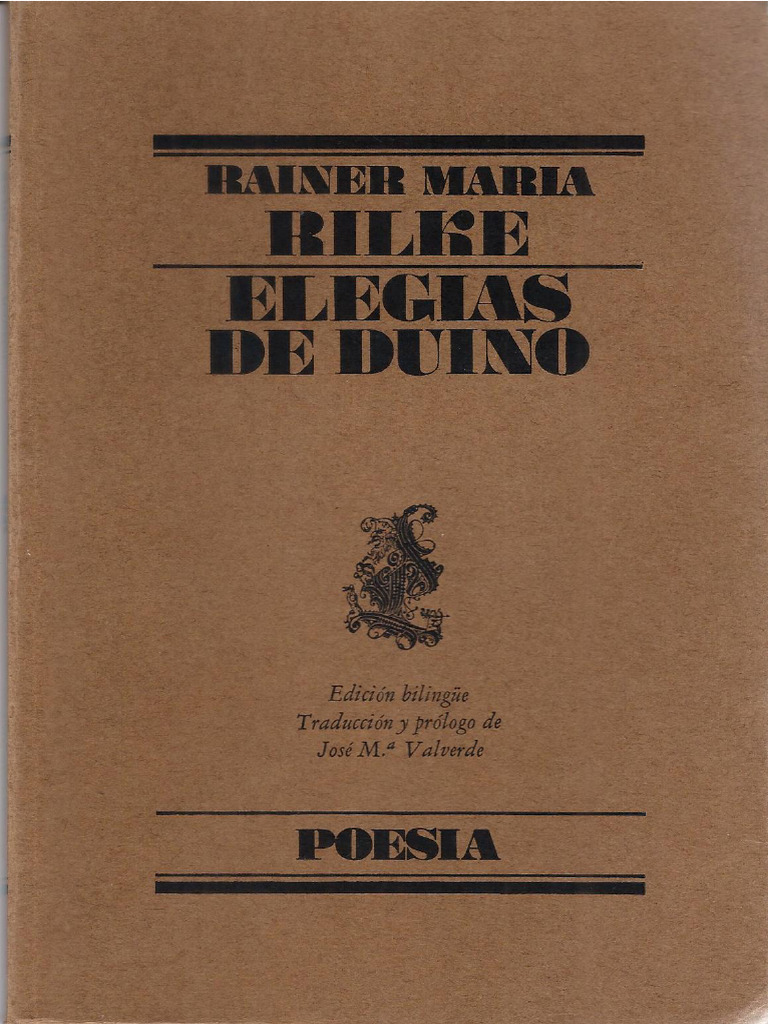 RAINER MARIA
RILKE
ELEGIAS
DE DUINO
Edición bilingüe
Traducción y prólogo de
José M.ª Valverde
POESIA